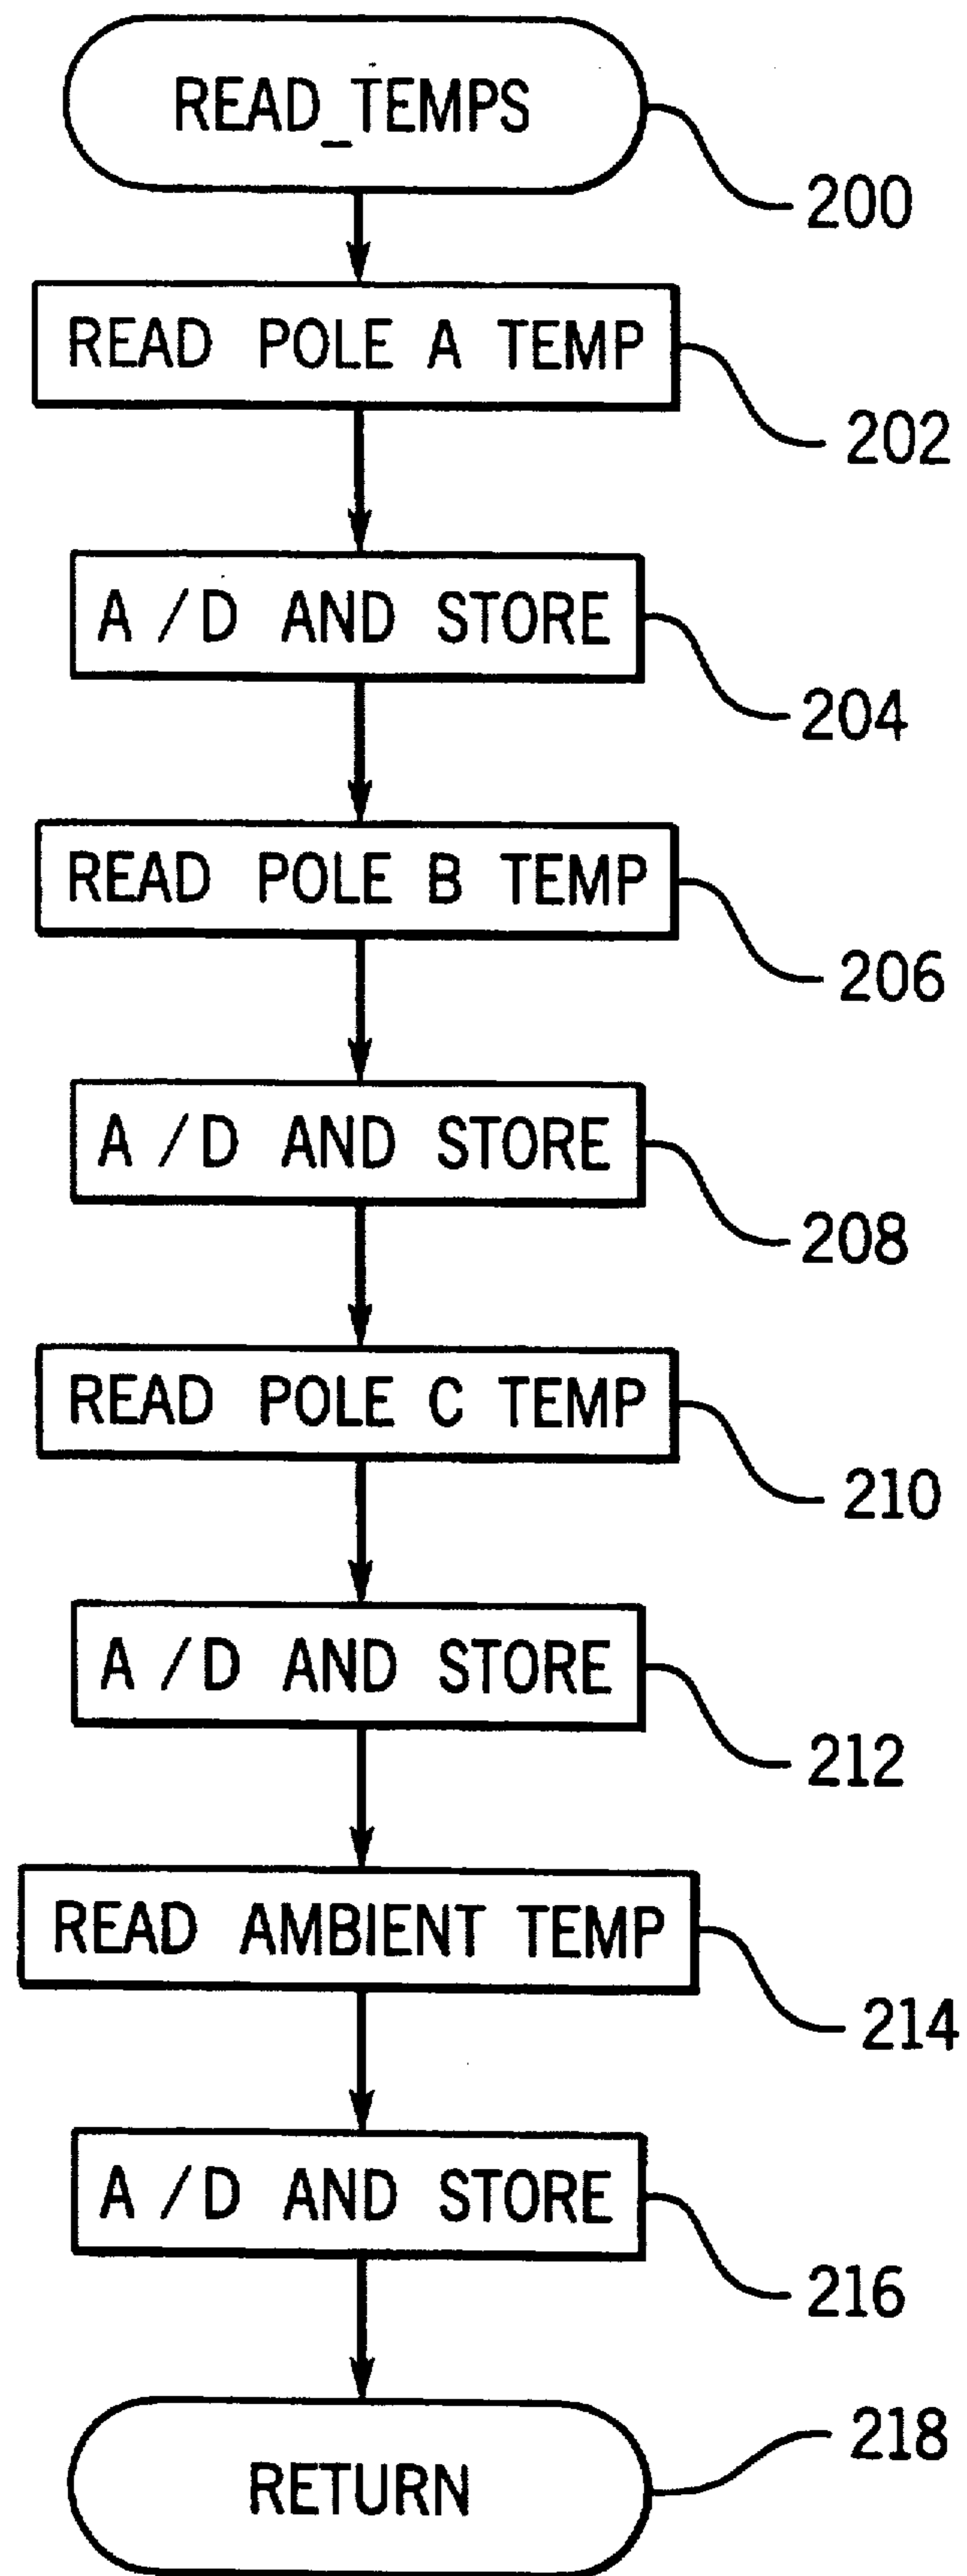 READ_TEMPS
200
READ POLE A TEMP
202
A/D AND STORE
204
READ POLE B TEMP
206
A/D AND STORE
208
READ POLE C TEMP
210
A/D AND STORE
212
READ AMBIENT TEMP
214
A/D AND STORE
216
218
RETURN